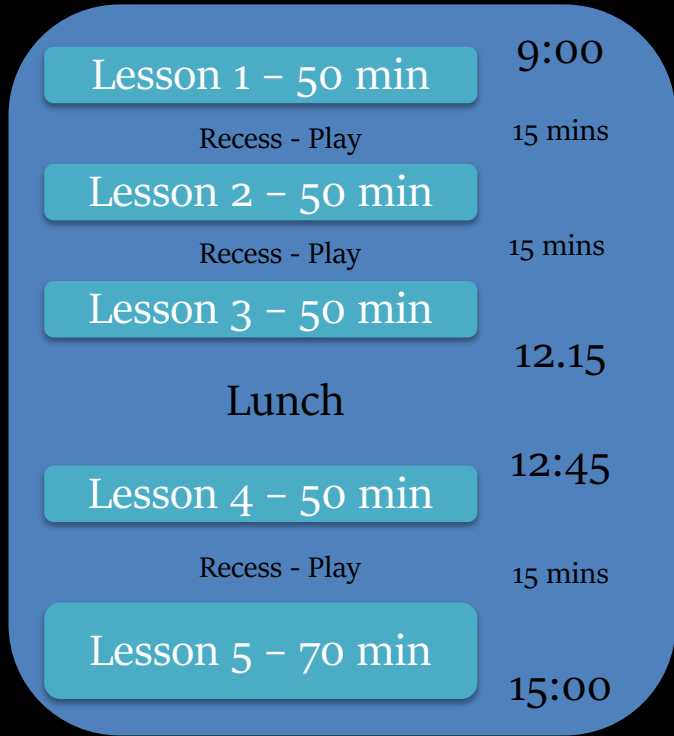 9:00
Lesson 1 – 50 min
Recess - Play 15 mins
Lesson 2 – 50 min
Recess - Play 15 mins
Lesson 3 – 50 min
12.15
Lunch
12:45
Lesson 4 – 50 min
Recess - Play 15 mins
Lesson 5 – 70 min
15:00